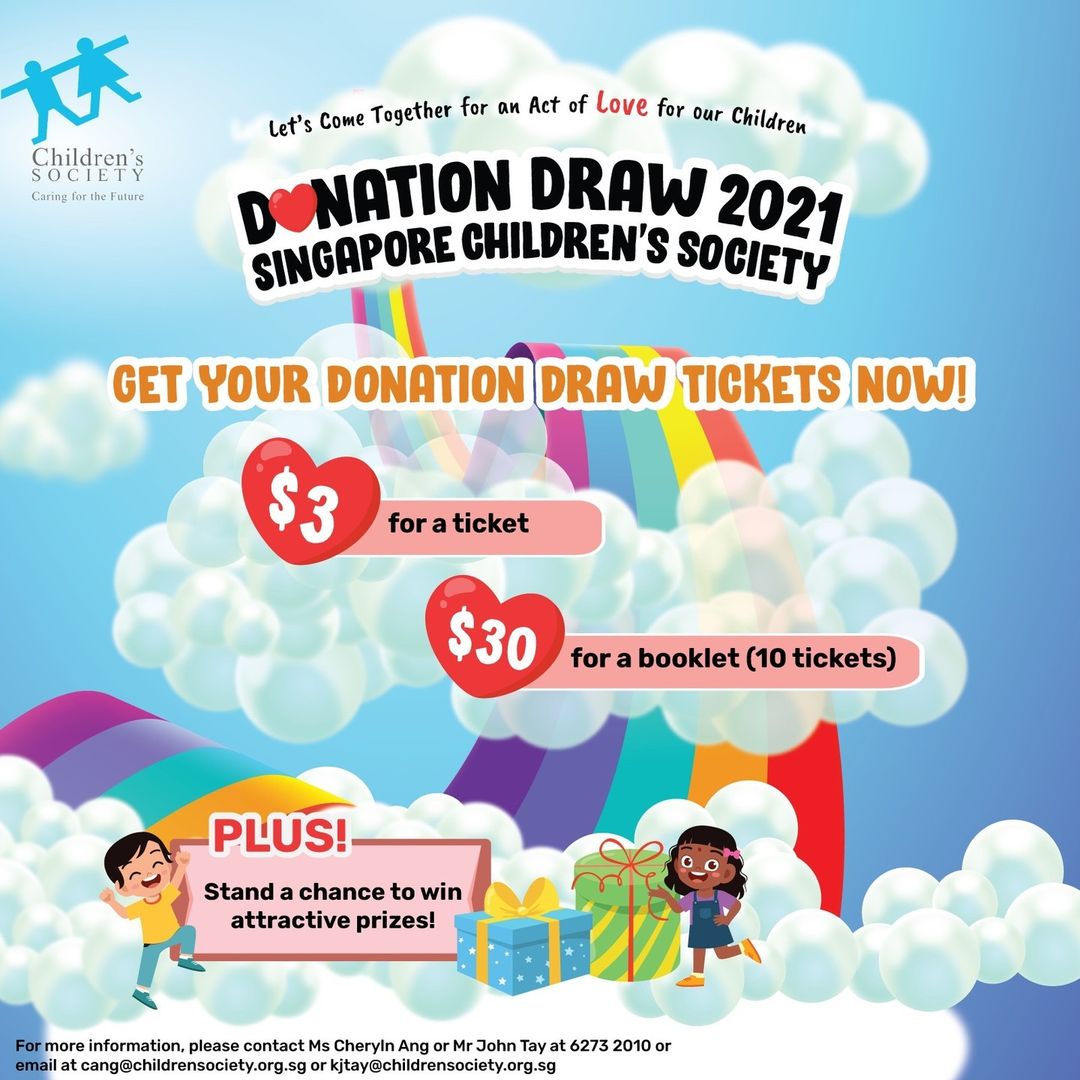 Children's
SOCIETY
Caring for the Future
Let's Come Together for an Act of Love for our Children
DONATION DRAW 2021
SINGAPORE CHILDREN'S SOCIETY
GET YOUR DONATION DRAW TICKETS NOW!
$3
for a ticket
$30
for a booklet (10 tickets)
PLUS!
Stand a chance to win
attractive prizes!
For more information, please contact Ms Cheryln Ang or Mr John Tay at 6273 2010 or
email at cang@childrensociety.org.sg or kjtay@childrensociety.org.sg